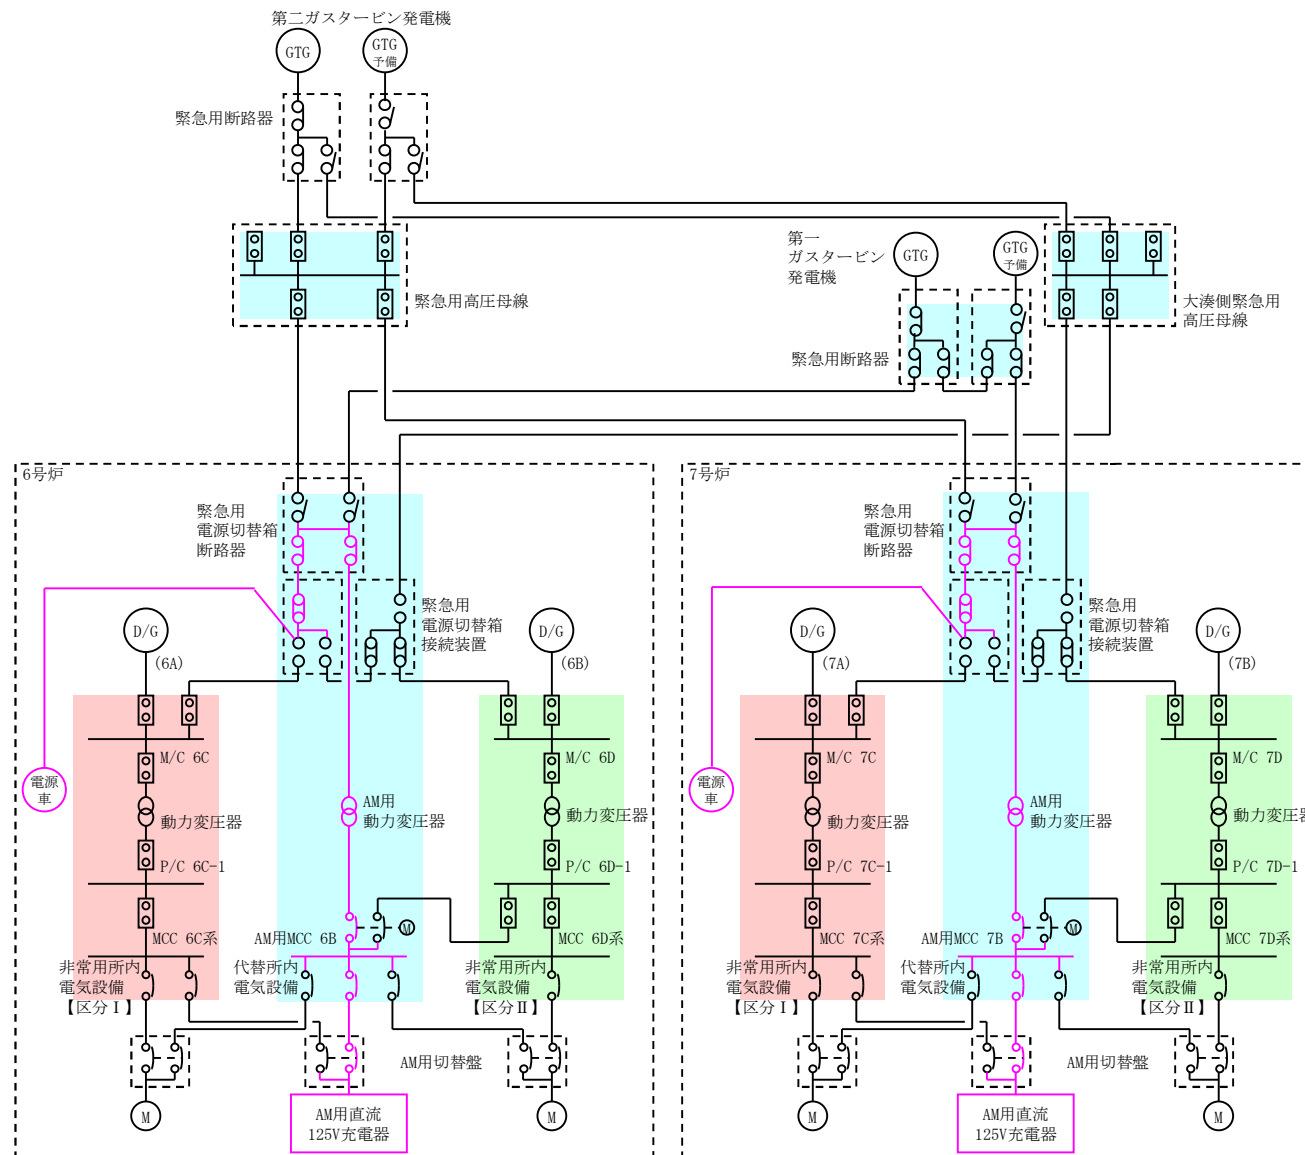 第二ガスタービン発電機
GTG
GTG
予備
緊急用断路器
緊急用高圧母線
第一
ガスタービン
発電機
GTG
GTG
予備
緊急用断路器
大湊側緊急用
高圧母線
6号炉
緊急用
電源切替箱
断路器
緊急用
電源切替箱
接続装置
D/G
(6A)
D/G
(6B)
電源
車
M/C 6C
動力変圧器
P/C 6C-1
MCC 6C系
AM用
動力変圧器
AM用MCC 6B
M
M/C 6D
動力変圧器
P/C 6D-1
MCC 6D系
非常用所内
電気設備
【区分Ⅰ】
代替所内
電気設備
非常用所内
電気設備
【区分Ⅱ】
AM用切替盤
M
AM用直流
125V充電器
M
7号炉
緊急用
電源切替箱
断路器
緊急用
電源切替箱
接続装置
D/G
(7A)
D/G
(7B)
電源
車
M/C 7C
動力変圧器
P/C 7C-1
MCC 7C系
AM用
動力変圧器
AM用MCC 7B
M
M/C 7D
動力変圧器
P/C 7D-1
MCC 7D系
非常用所内
電気設備
【区分Ⅰ】
代替所内
電気設備
非常用所内
電気設備
【区分Ⅱ】
AM用切替盤
M
AM用直流
125V充電器
M